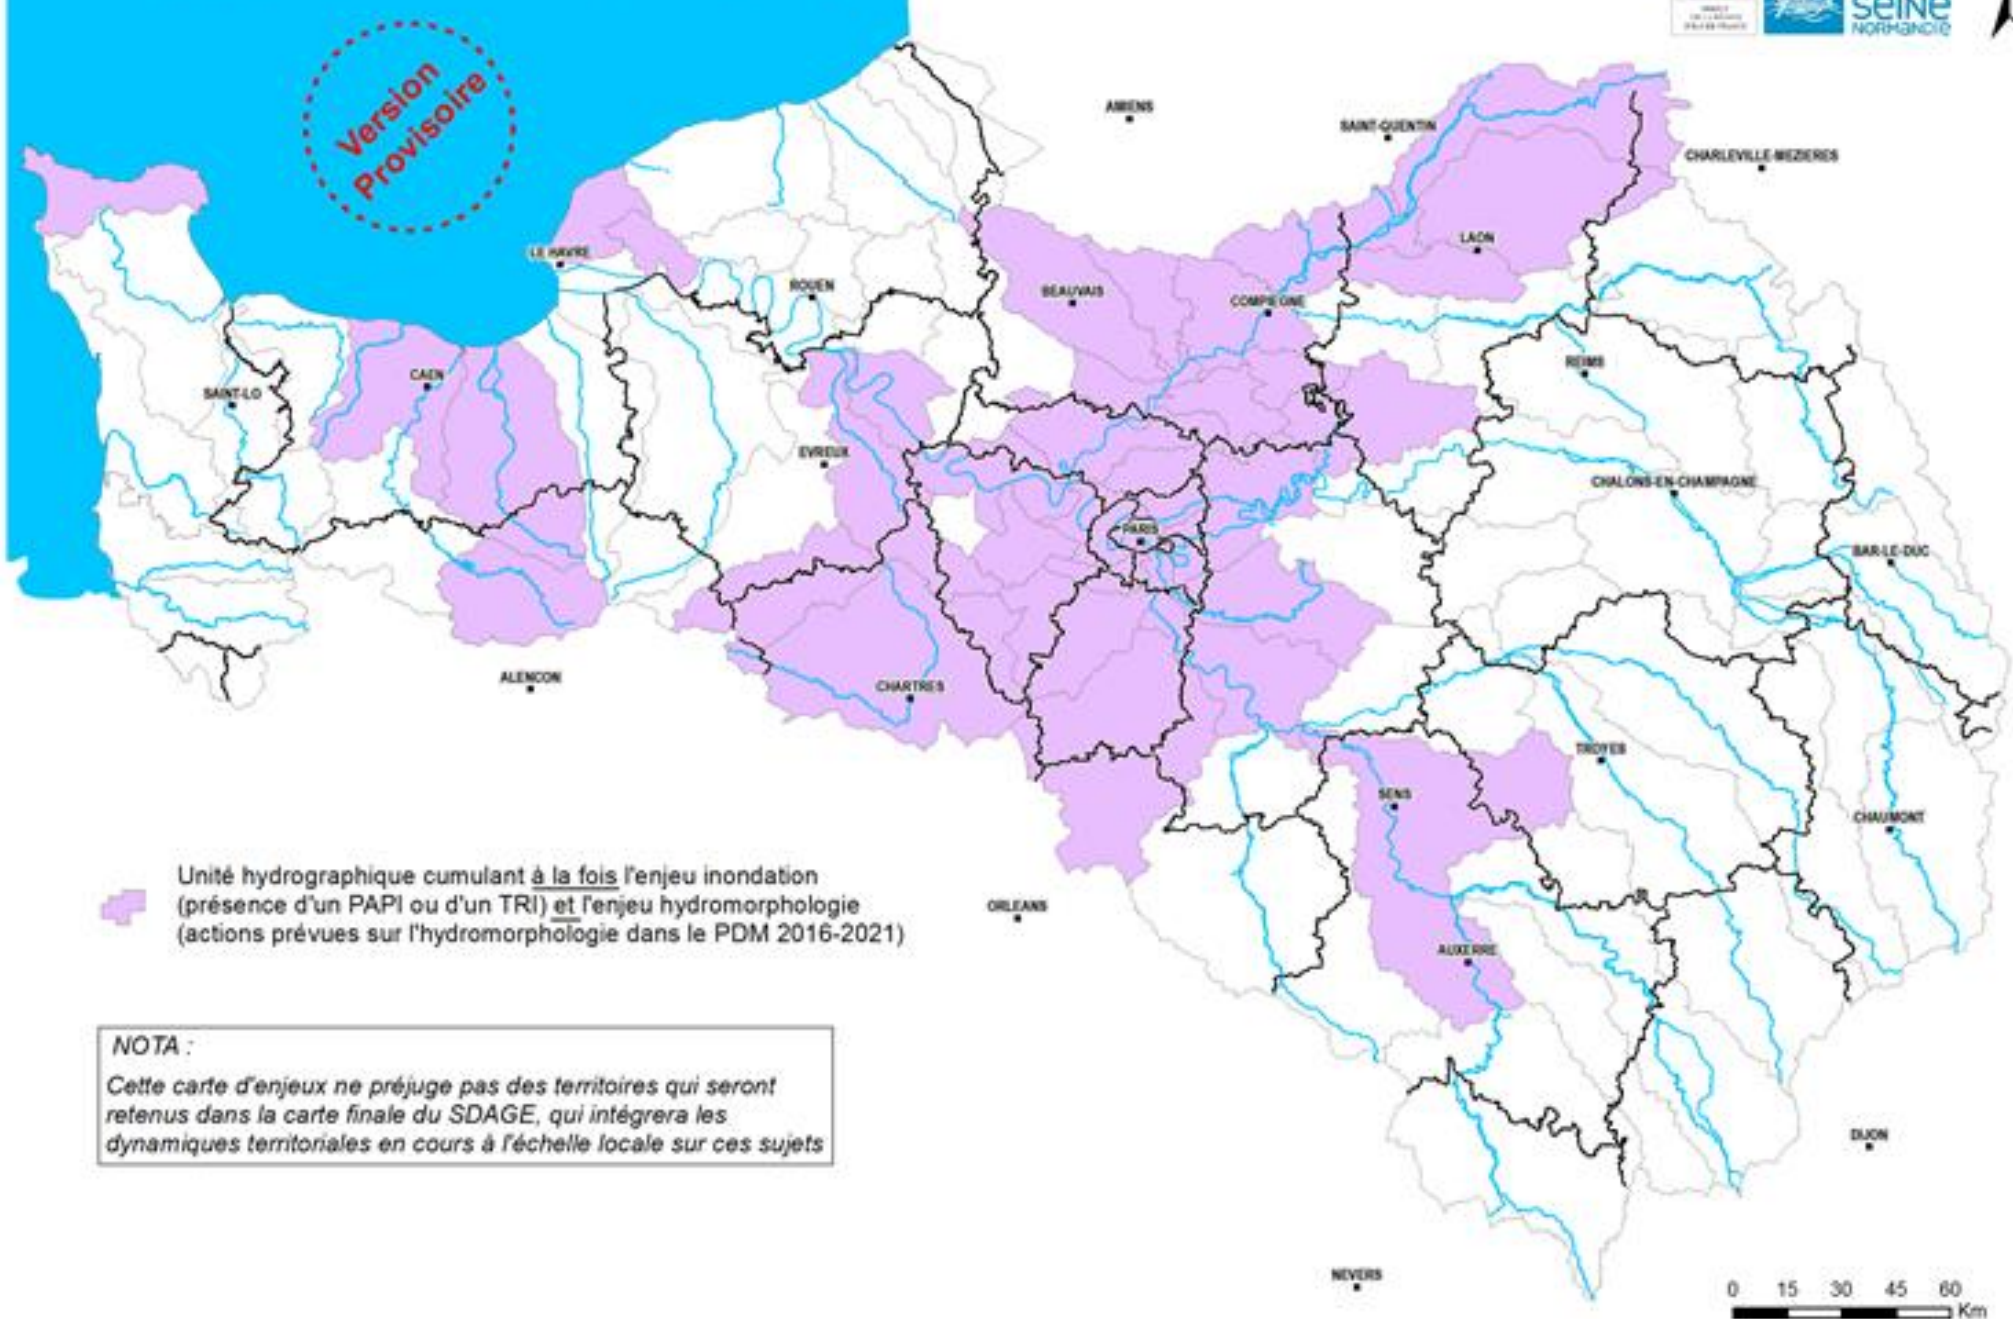 SEINE
NORMANDIE
Version
Provisoire
AMIENS
SAINT-QUENTIN
CHARLEVILLE-MEZIERES
LAON
LE HAVRE
ROUEN
BEAUVAIS
COMPIEGNE
REIMS
CAEN
SAINT-LO
EVREUX
CHALONS-EN-CHAMPAGNE
PARIS
BAR-LE-DUC
ALENCON
CHARTRES
TROYES
SENS
CHAUMONT
Unité hydrographique cumulant à la fois l'enjeu inondation
(présence d'un PAPI ou d'un TRI) et l'enjeu hydromorphologie
(actions prévues sur l'hydromorphologie dans le PDM 2016-2021)
ORLEANS
AUXERRE
NOTA :
Cette carte d'enjeux ne préjuge pas des territoires qui seront
retenus dans la carte finale du SDAGE, qui intégrera les
dynamiques territoriales en cours à l'échelle locale sur ces sujets
DIJON
NEVERS
0 15 30 45 60
Km